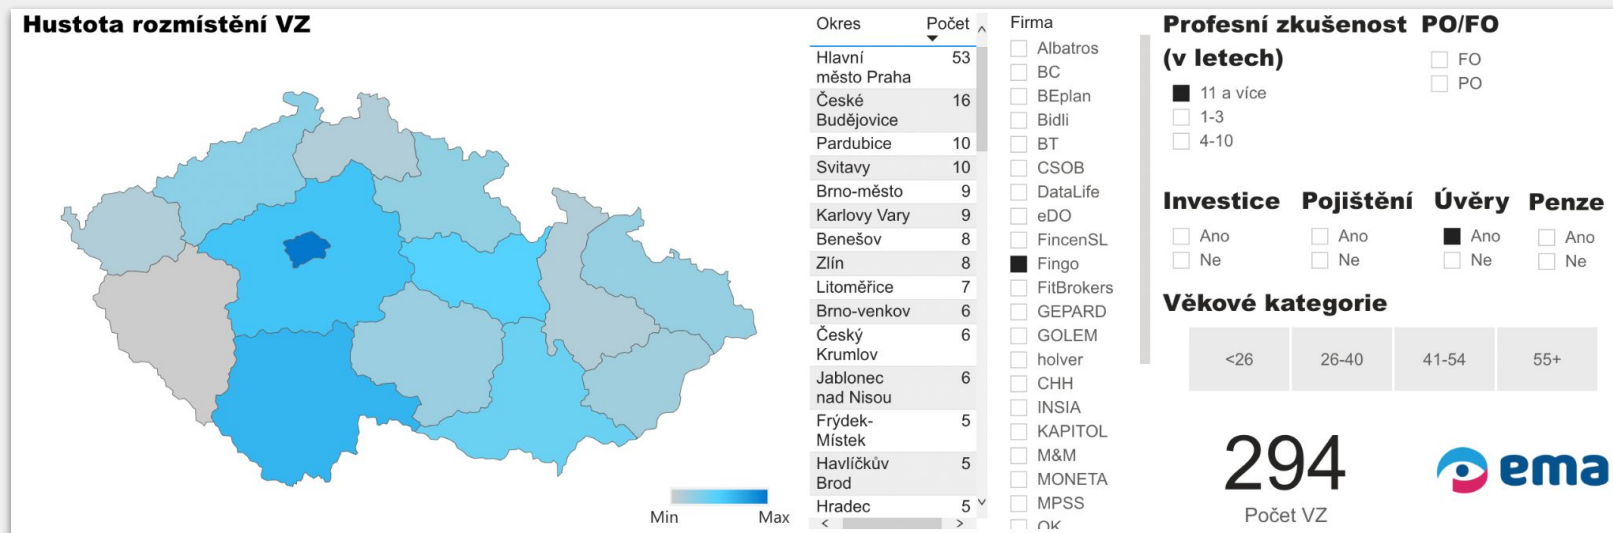 Hustota rozmístění VZ
Min Max
Okres Počet
Hlavní
město Praha 53
České
Budějovice 16
Pardubice 10
Svitavy 10
Brno-město 9
Karlovy Vary 9
Benešov 8
Zlín 8
Litoměřice 7
Brno-venkov 6
Český
Krumlov 6
Jablonec
nad Nisou 6
Frýdek-
Místek 5
Havlíčkův
Brod 5
Hradec 5
Firma
Albatros
BC
BEplan
Bidli
BT
CSOB
DataLife
eDO
FincenSL
Fingo
FitBrokers
GEPARD
GOLEM
holver
CHH
INSIA
KAPITOL
M&M
MONETA
MPSS
OK
Profesní zkušenost
(v letech)
11 a více
1-3
4-10
PO/FO
FO
PO
Investice
Ano
Ne
Pojištění
Ano
Ne
Úvěry
Ano
Ne
Penze
Ano
Ne
Věkové kategorie
<26 26-40 41-54 55+
294
Počet VZ
ema